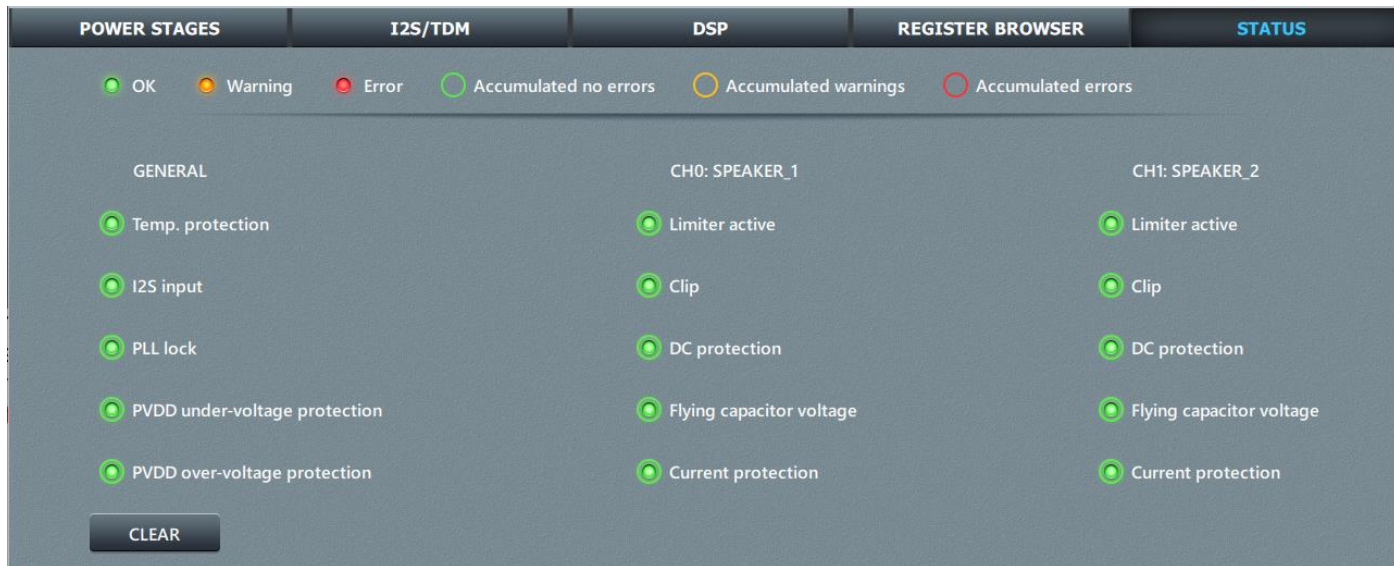 POWER STAGES I2S/TDM DSP REGISTER BROWSER STATUS
OK Warning Error Accumulated no errors Accumulated warnings Accumulated errors
GENERAL CH0: SPEAKER_1 CH1: SPEAKER_2
Temp. protection Limiter active Limiter active
I2S input Clip Clip
PLL lock DC protection DC protection
PVDD under-voltage protection Flying capacitor voltage Flying capacitor voltage
PVDD over-voltage protection Current protection Current protection
CLEAR